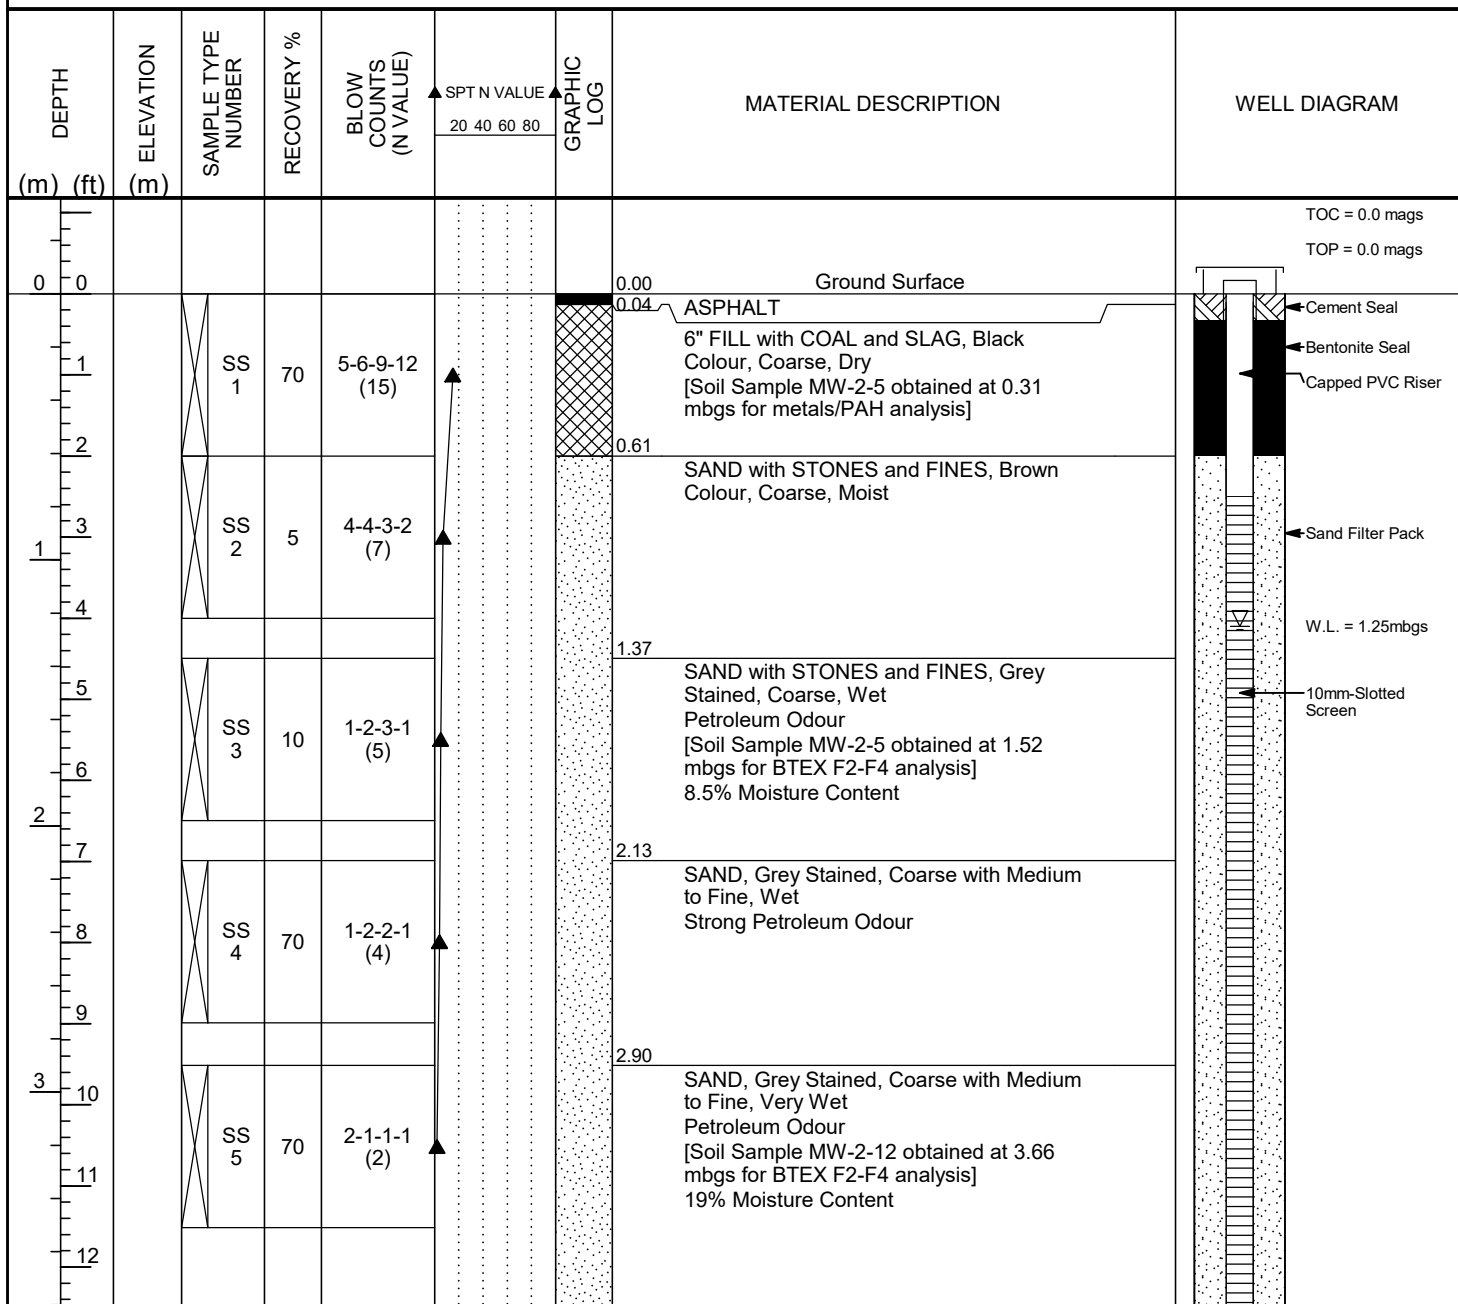 DEPTH
(m) (ft)
ELEVATION
(m)
SAMPLE TYPE
NUMBER
RECOVERY %
BLOW
COUNTS
(N VALUE)
SPT N VALUE
20 40 60 80
GRAPHIC
LOG
MATERIAL DESCRIPTION
WELL DIAGRAM
TOC = 0.0 mags
TOP = 0.0 mags
0 0
0.00
Ground Surface
0.04
ASPHALT
Cement Seal
6" FILL with COAL and SLAG, Black
Colour, Coarse, Dry
[Soil Sample MW-2-5 obtained at 0.31
mbgs for metals/PAH analysis]
Bentonite Seal
Capped PVC Riser
1
SS
1
70
5-6-9-12
(15)
2
0.61
SAND with STONES and FINES, Brown
Colour, Coarse, Moist
3
1
SS
2
5
4-4-3-2
(7)
Sand Filter Pack
4
W.L. = 1.25mbgs
1.37
SAND with STONES and FINES, Grey
Stained, Coarse, Wet
Petroleum Odour
[Soil Sample MW-2-5 obtained at 1.52
mbgs for BTEX F2-F4 analysis]
8.5% Moisture Content
5
10mm-Slotted
Screen
SS
3
10
1-2-3-1
(5)
6
2
7
2.13
SAND, Grey Stained, Coarse with Medium
to Fine, Wet
Strong Petroleum Odour
8
SS
4
70
1-2-2-1
(4)
9
2.90
3
10
SAND, Grey Stained, Coarse with Medium
to Fine, Very Wet
Petroleum Odour
[Soil Sample MW-2-12 obtained at 3.66
mbgs for BTEX F2-F4 analysis]
19% Moisture Content
SS
5
70
2-1-1-1
(2)
11
12